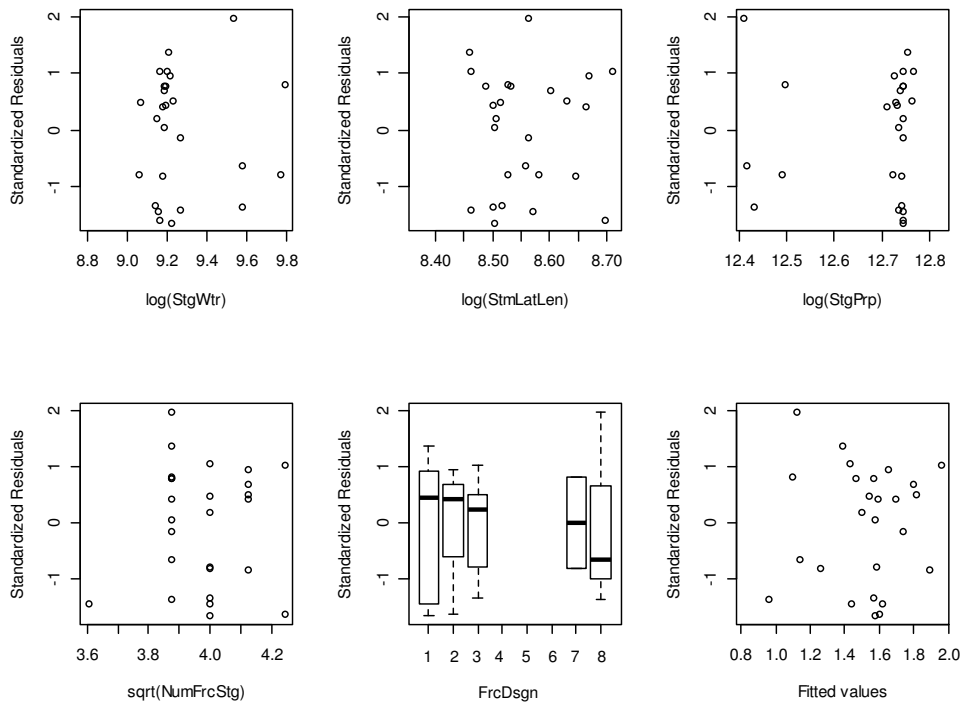 Standardized Residuals
2
1
0
-1
8.8 9.0 9.2 9.4 9.6 9.8
log(StgWtr)
Standardized Residuals
2
1
0
-1
8.40 8.50 8.60 8.70
log(StmLatLen)
Standardized Residuals
2
1
0
-1
12.4 12.5 12.6 12.7 12.8
log(StgPrp)
Standardized Residuals
2
1
0
-1
3.6 3.8 4.0 4.2
sqrt(NumFrcStg)
Standardized Residuals
2
1
0
-1
1 2 3 4 5 6 7 8
FrcDsgn
Standardized Residuals
2
1
0
-1
0.8 1.0 1.2 1.4 1.6 1.8 2.0
Fitted values